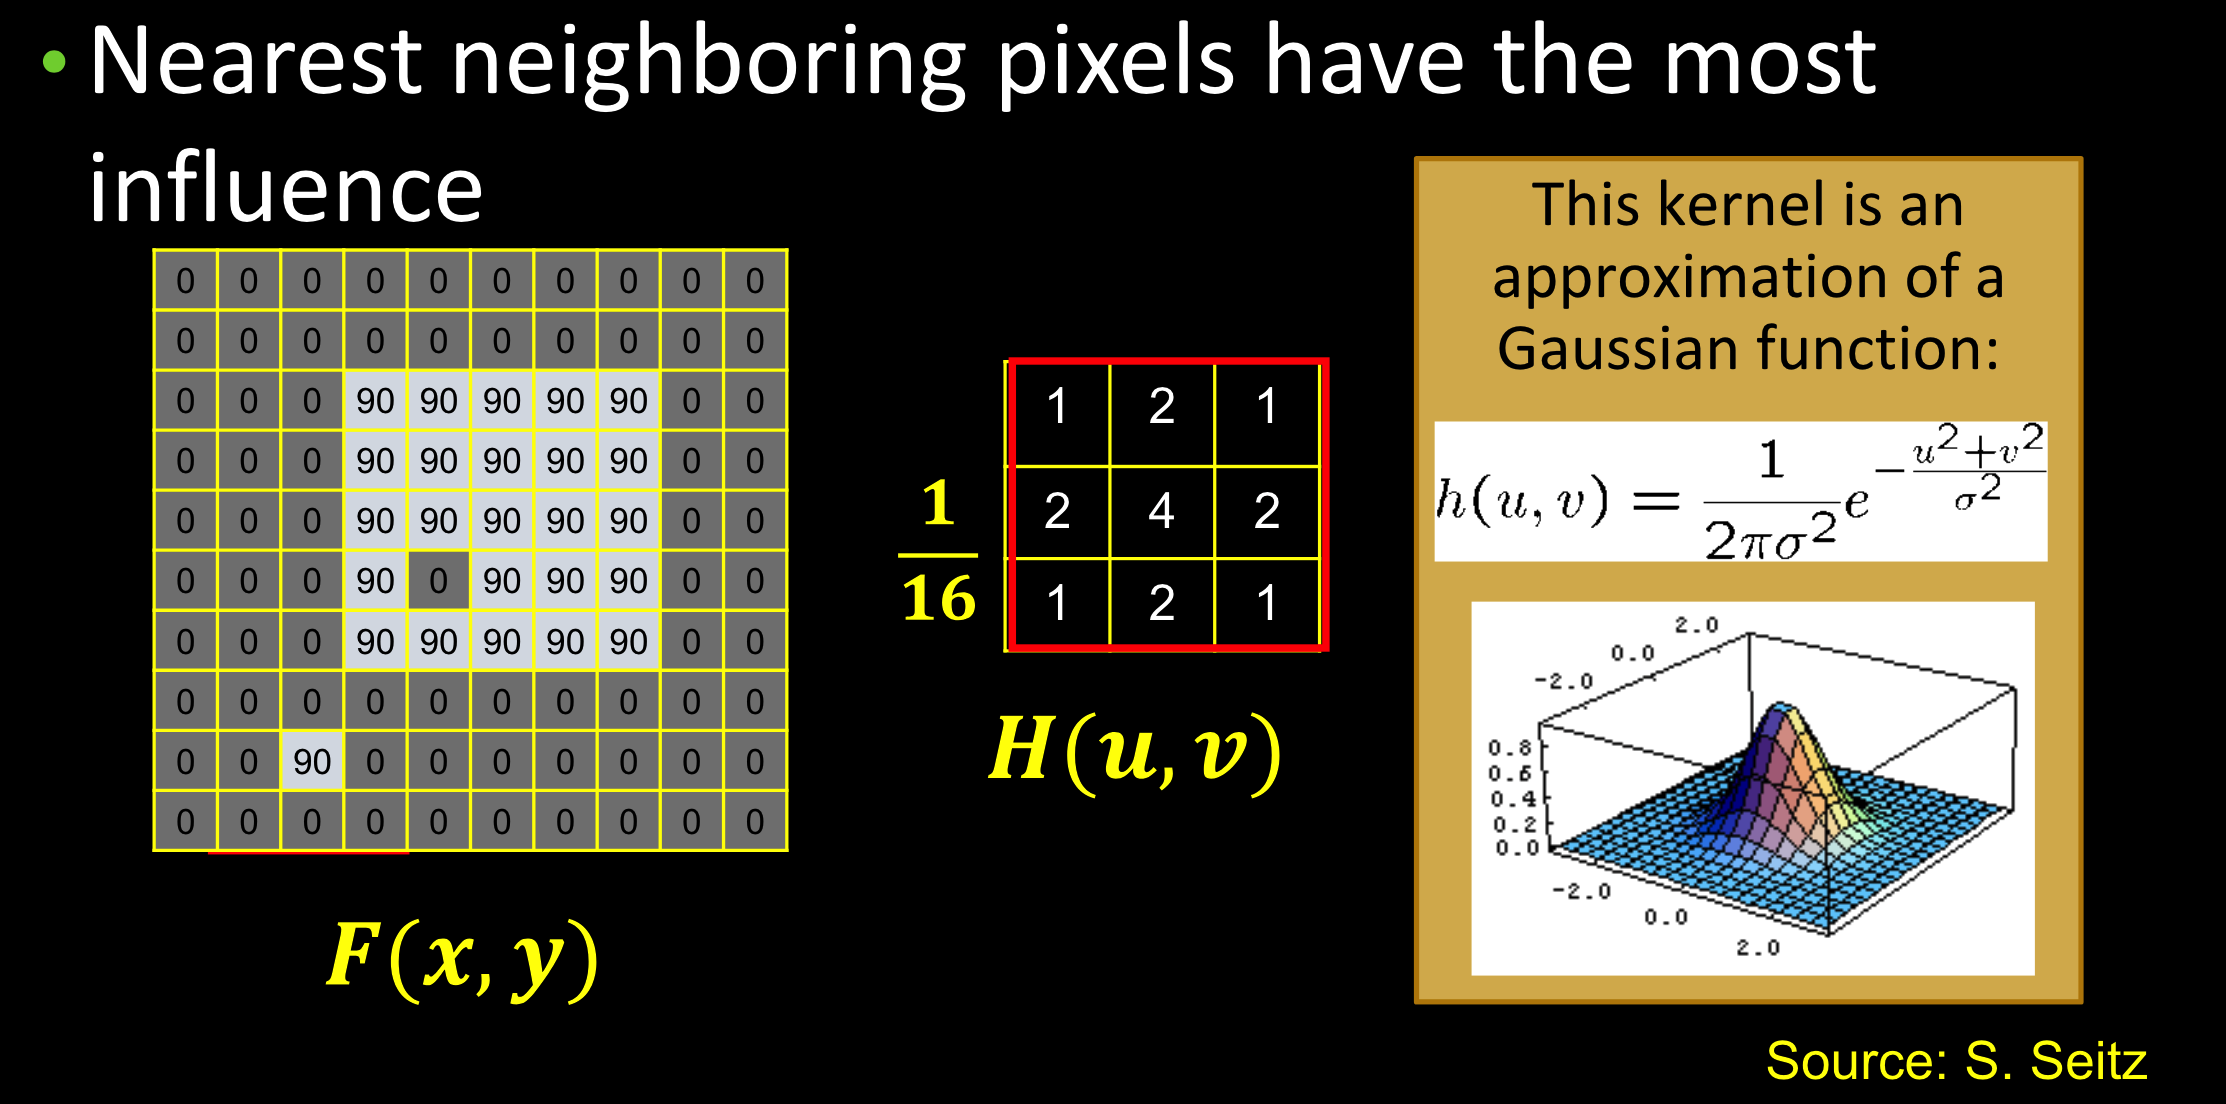 • Nearest neighboring pixels have the most
influence
0 0 0 0 0 0 0 0 0 0
0 0 0 0 0 0 0 0 0 0
0 0 0 90 90 90 90 90 0 0
0 0 0 90 90 90 90 90 0 0
0 0 0 90 90 90 90 90 0 0
0 0 0 90 0 90 90 90 0 0
0 0 0 90 90 90 90 90 0 0
0 0 0 0 0 0 0 0 0 0
0 0 90 0 0 0 0 0 0 0
0 0 0 0 0 0 0 0 0 0
F(x, y)
1
16
1 2 1
2 4 2
1 2 1
H(u, v)
This kernel is an
approximation of a
Gaussian function:
h(u, v) = \frac{1}{2πσ^2} e^{-\frac{u^2+v^2}{σ^2}}
2.0
0.0
-2.0
0.8
0.6
0.4
0.2
0.0
-2.0
0.0
2.0
Source: S. Seitz